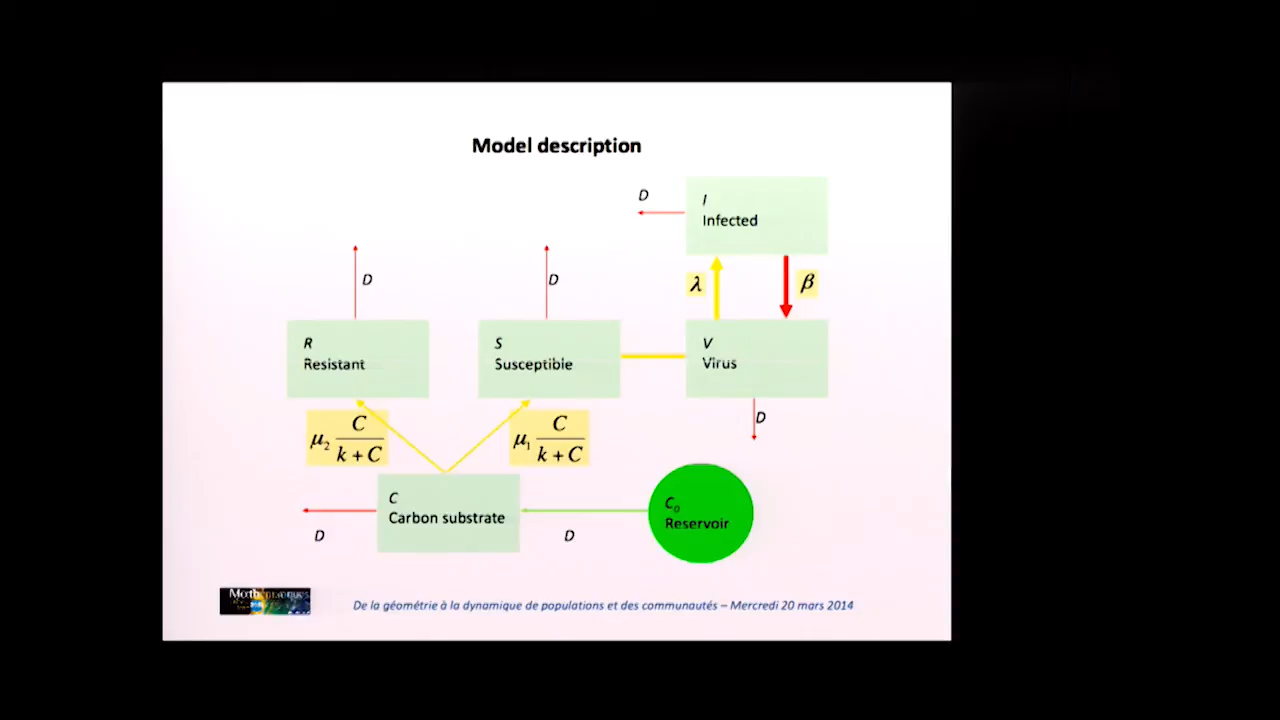 Model description
D
I
Infected
D
D
λ
β
R
Resistant
S
Susceptible
V
Virus
μ₂ C / k + C
μ₁ C / k + C
D
C
Carbon substrate
C₀
Reservoir
D
D
De la géométrie à la dynamique de populations et des communautés – Mercredi 20 mars 2014